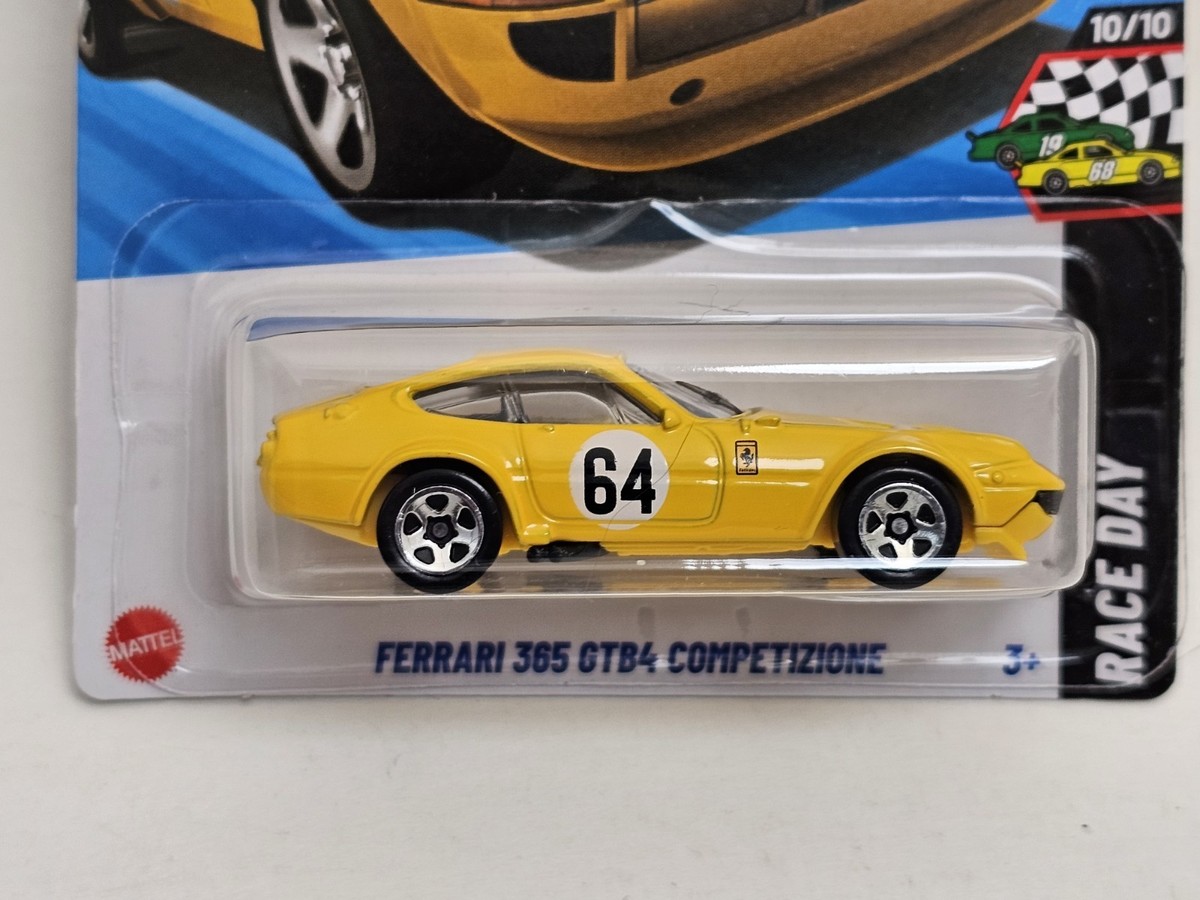 10/10
19
68
64
MATTEL
FERRARI 365 GTB4 COMPETIZIONE
3+
RACE DAY